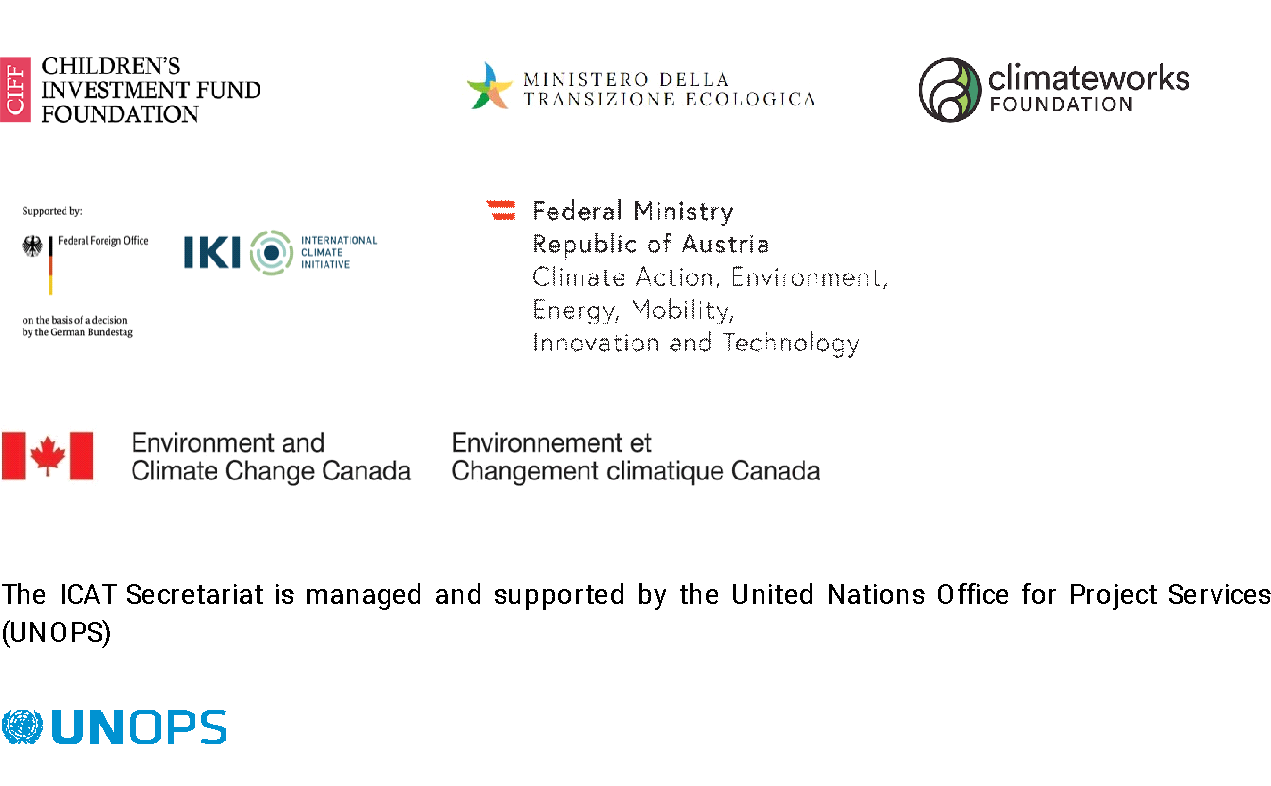 CIFF
CHILDREN'S
INVESTMENT FUND
FOUNDATION
MINISTERO DELLA
TRANSIZIONE ECOLOGICA
climateworks
FOUNDATION
Supported by:
Federal Foreign Office
on the basis of a decision
by the German Bundestag
IKI
INTERNATIONAL
CLIMATE
INITIATIVE
Federal Ministry
Republic of Austria
Climate Action, Environment,
Energy, Mobility,
Innovation and Technology
Environment and
Climate Change Canada
Environnement et
Changement climatique Canada
The ICAT Secretariat is managed and supported by the United Nations Office for Project Services
(UNOPS)
UNOPS